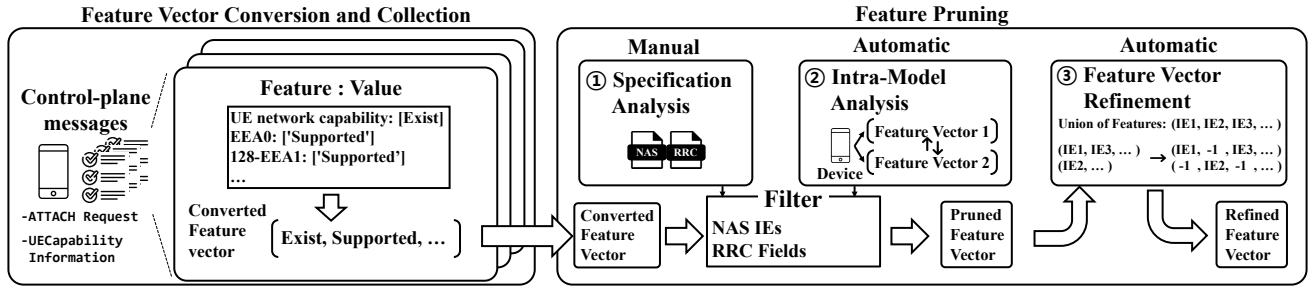 Feature Vector Conversion and Collection
Control-plane
messages
-ATTACH Request
-UECapability
Information
Feature : Value
UE network capability: [Exist]
EEA0: ['Supported']
128-EEA1: ['Supported']
...
Converted
Feature
vector
Exist, Supported, ...
Feature Pruning
Manual
① Specification
Analysis
NAS RRC
Automatic
② Intra-Model
Analysis
Device
Feature Vector 1
Feature Vector 2
Automatic
③ Feature Vector
Refinement
Union of Features: (IE1, IE2, IE3, ... )
(IE1, IE3, ... ) → (IE1, -1 , IE3, ... )
(IE2, ... ) ( -1 , IE2, -1 , ... )
Converted
Feature
Vector
Filter
NAS IEs
RRC Fields
Pruned
Feature
Vector
Refined
Feature
Vector